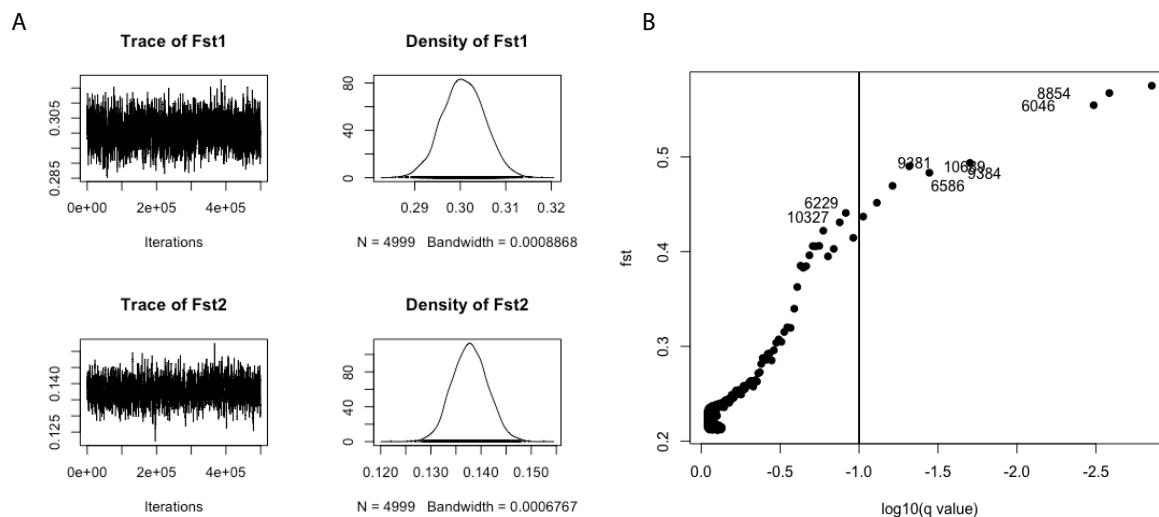 A
B
Trace of Fst1
0.305
0.285
0e+00 2e+05 4e+05
Iterations
Density of Fst1
80
40
0
0.29 0.30 0.31 0.32
N = 4999 Bandwidth = 0.0008868
Trace of Fst2
0.140
0.125
0e+00 2e+05 4e+05
Iterations
Density of Fst2
80
40
0
0.120 0.130 0.140 0.150
N = 4999 Bandwidth = 0.0006767
fst
0.5
0.4
0.3
0.2
8854
6046
9381 10689
9384
6586
6229
10327
0.0 -0.5 -1.0 -1.5 -2.0 -2.5
log10(q value)